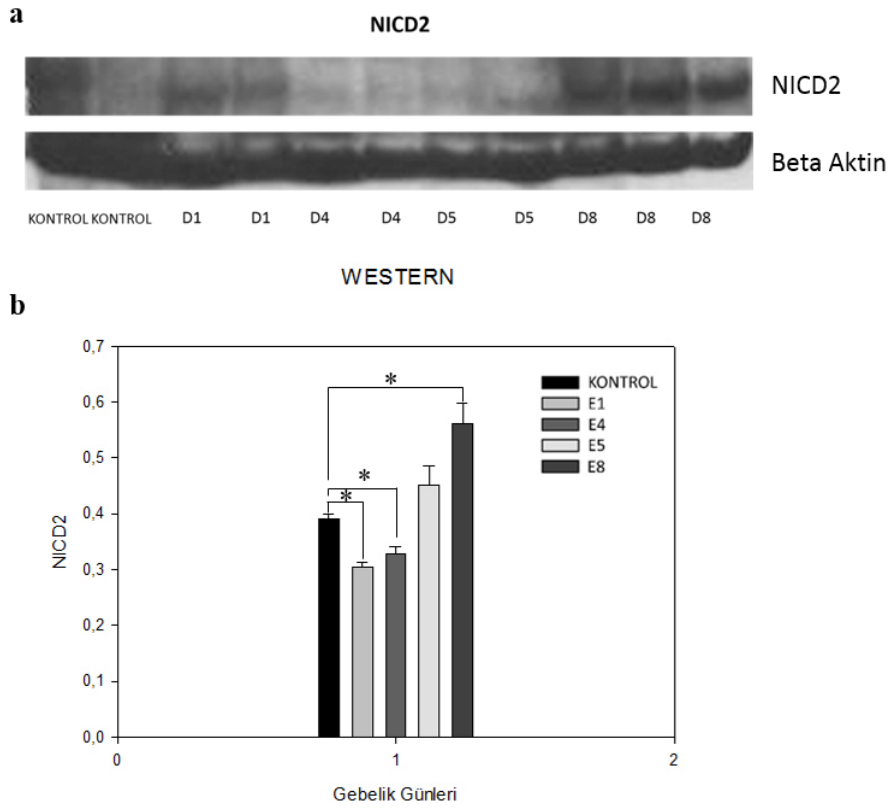 a
NICD2
NICD2
Beta Aktin
KONTROL KONTROL D1 D1 D4 D4 D5 D5 D8 D8 D8
WESTERN
b
0,7
0,6
0,5
0,4
0,3
0,2
0,1
0,0
NICD2
* * *
KONTROL
E1
E4
E5
E8
0 1 2
Gebelik Günleri